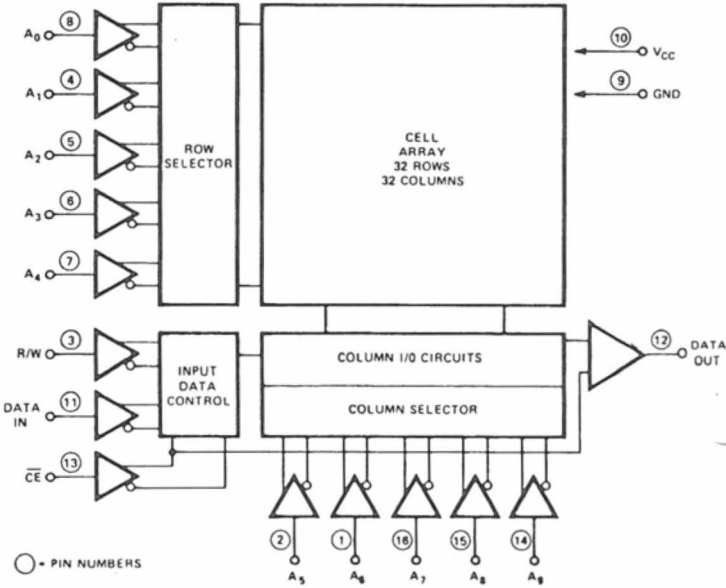 A0 8
A1 4
A2 5
A3 6
A4 7
ROW
SELECTOR
CELL
ARRAY
32 ROWS
32 COLUMNS
10 VCC
9 GND
R/W 3
DATA
IN
11
CE 13
INPUT
DATA
CONTROL
COLUMN I/O CIRCUITS
COLUMN SELECTOR
12 DATA
OUT
2 1 16 15 14
A5 A6 A7 A8 A9
= PIN NUMBERS